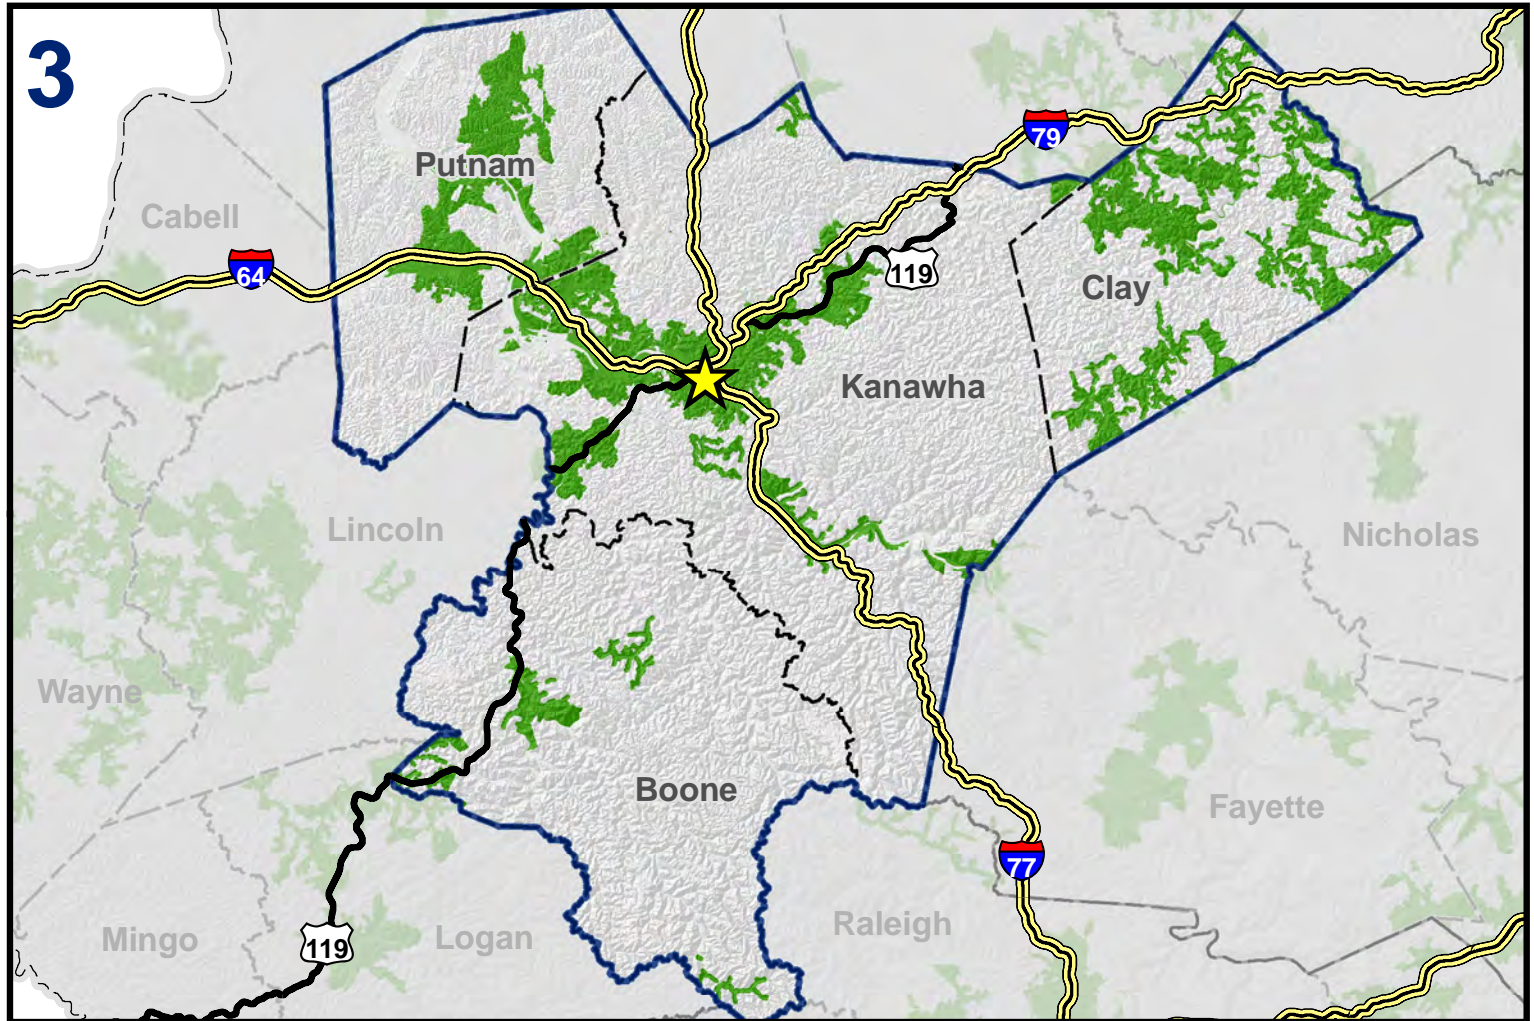 3
79
Putnam
Cabell
64
119
Clay
Kanawha
Lincoln
Nicholas
Wayne
Boone
Fayette
77
Raleigh
Mingo
119
Logan